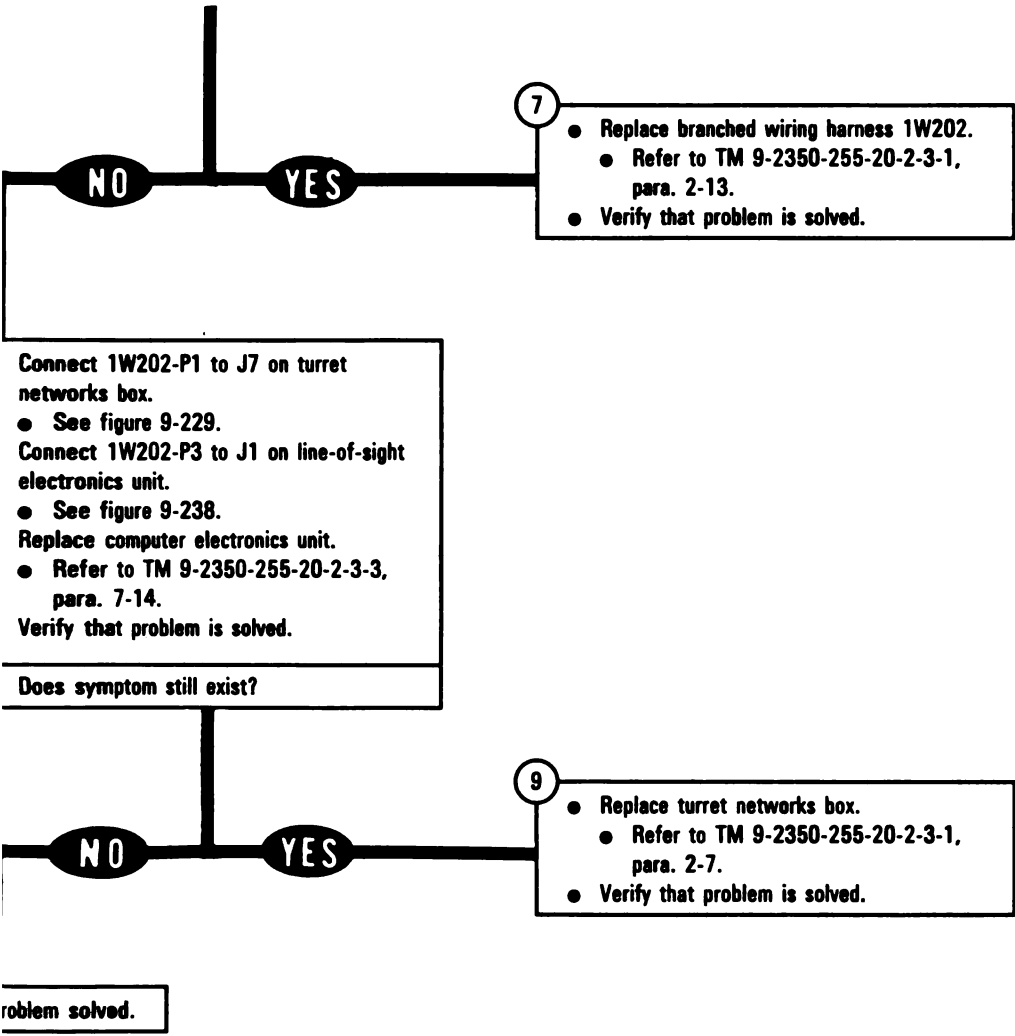 7
● Replace branched wiring harness 1W202.
● Refer to TM 9-2350-255-20-2-3-1,
para. 2-13.
● Verify that problem is solved.
NO
YES
Connect 1W202-P1 to J7 on turret
networks box.
● See figure 9-229.
Connect 1W202-P3 to J1 on line-of-sight
electronics unit.
● See figure 9-238.
Replace computer electronics unit.
● Refer to TM 9-2350-255-20-2-3-3,
para. 7-14.
Verify that problem is solved.
Does symptom still exist?
9
● Replace turret networks box.
● Refer to TM 9-2350-255-20-2-3-1,
para. 2-7.
● Verify that problem is solved.
NO
YES
roblem solved.